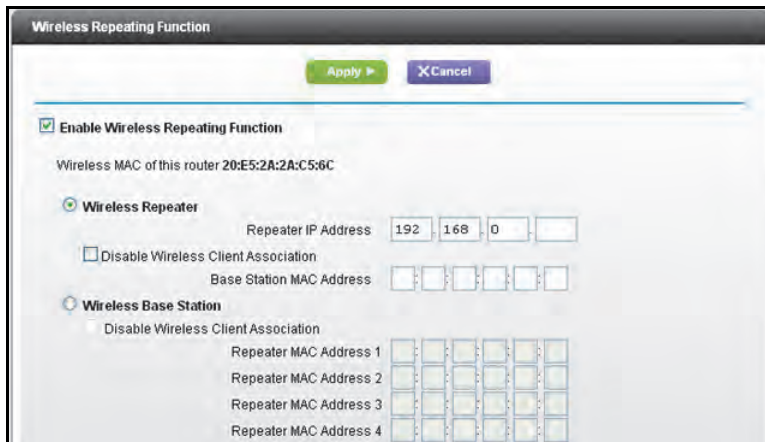 Wireless Repeating Function
Apply ▶ X Cancel
Enable Wireless Repeating Function
Wireless MAC of this router 20:E5:2A:2A:C5:6C
Wireless Repeater
Repeater IP Address 192 . 168 . 0 .
Disable Wireless Client Association
Base Station MAC Address : : : : :
Wireless Base Station
Disable Wireless Client Association
Repeater MAC Address 1 : : : : :
Repeater MAC Address 2 : : : : :
Repeater MAC Address 3 : : : : :
Repeater MAC Address 4 : : : : :